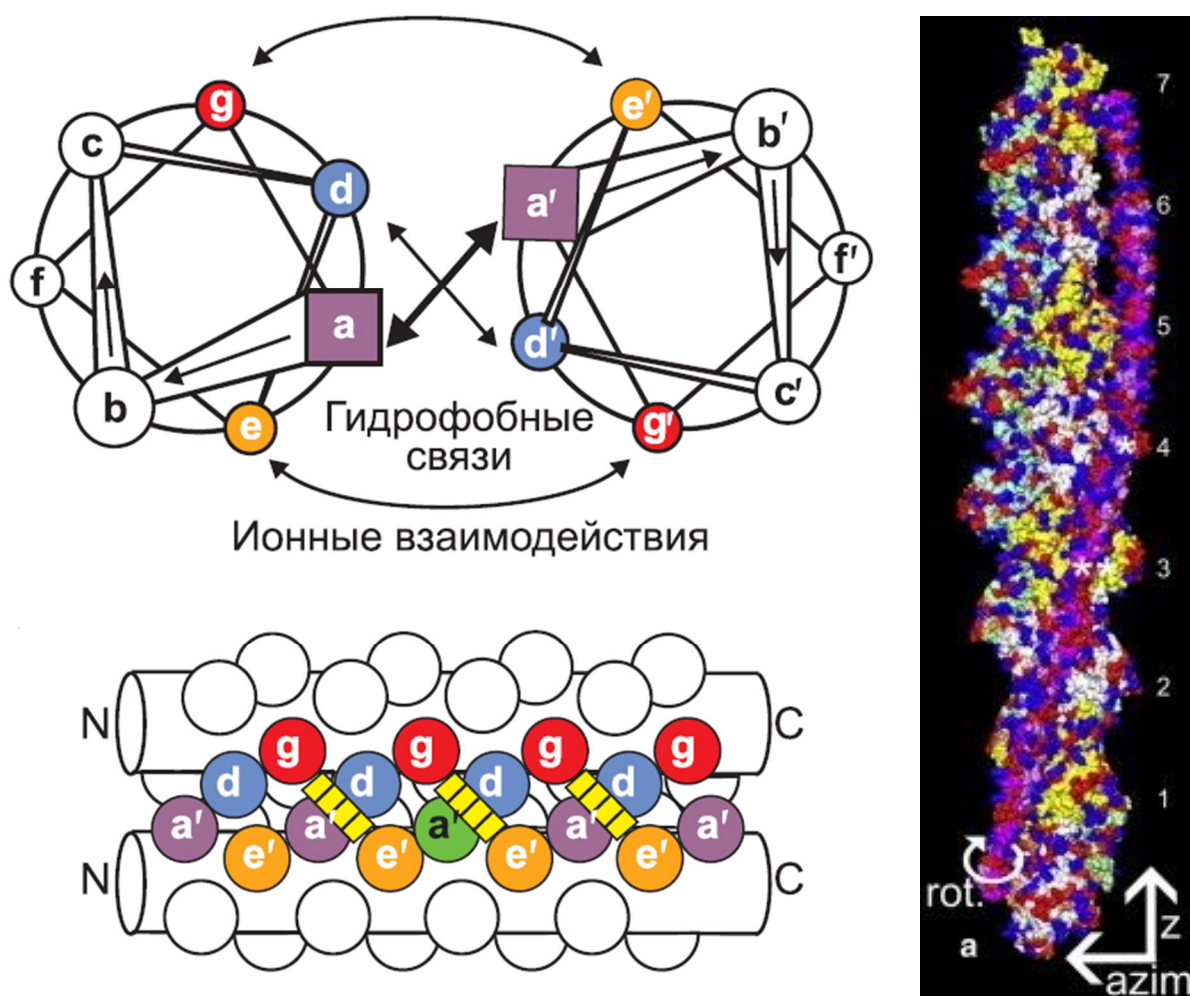 g
c
d
f
a
b
e
e′
b′
a′
f′
d′
c′
g′
Гидрофобные
связи
Ионные взаимодействия
N
C
g g g g
d d d d
a′ a′ a′ a′ a′
e′ e′ e′ e′
N
C
7
6
5
*
4
* *
3
2
1
rot.
z
a
azim